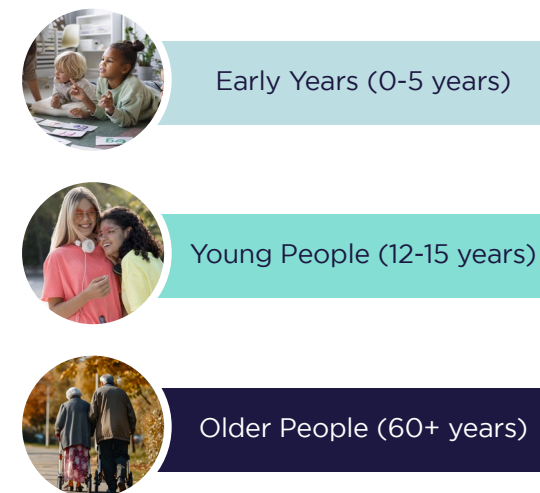 Early Years (0-5 years)
Young People (12-15 years)
Older People (60+ years)